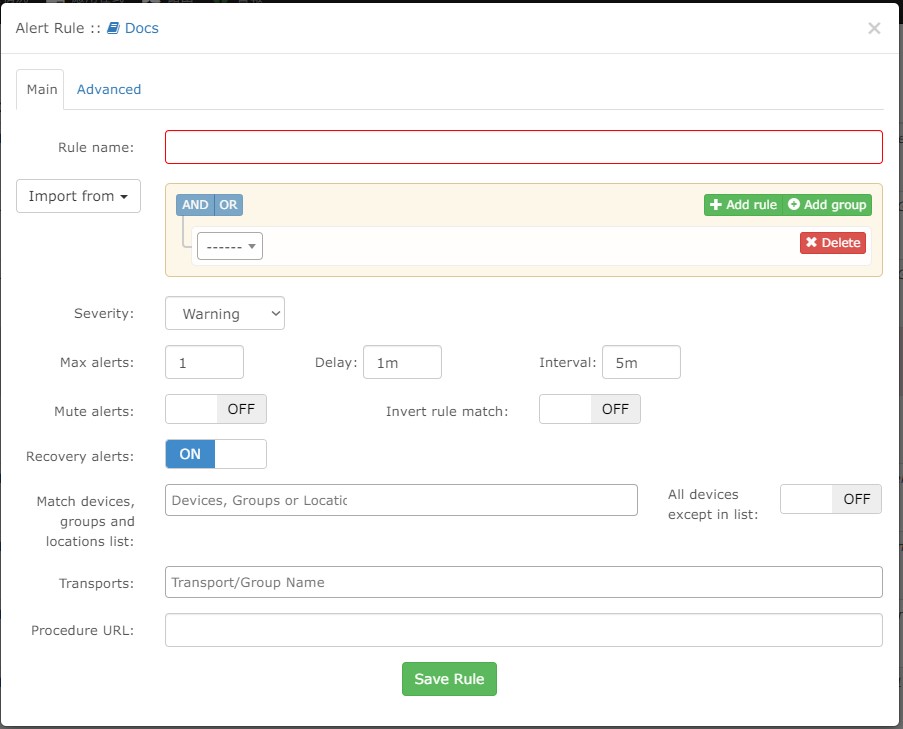 Alert Rule :: Docs ×
Main Advanced
Rule name:
Import from
AND OR Add rule Add group
------ Delete
Severity: Warning
Max alerts: 1 Delay: 1m Interval: 5m
Mute alerts: OFF Invert rule match: OFF
Recovery alerts: ON
Match devices, groups and locations list: Devices, Groups or Locatic All devices except in list: OFF
Transports: Transport/Group Name
Procedure URL:
Save Rule